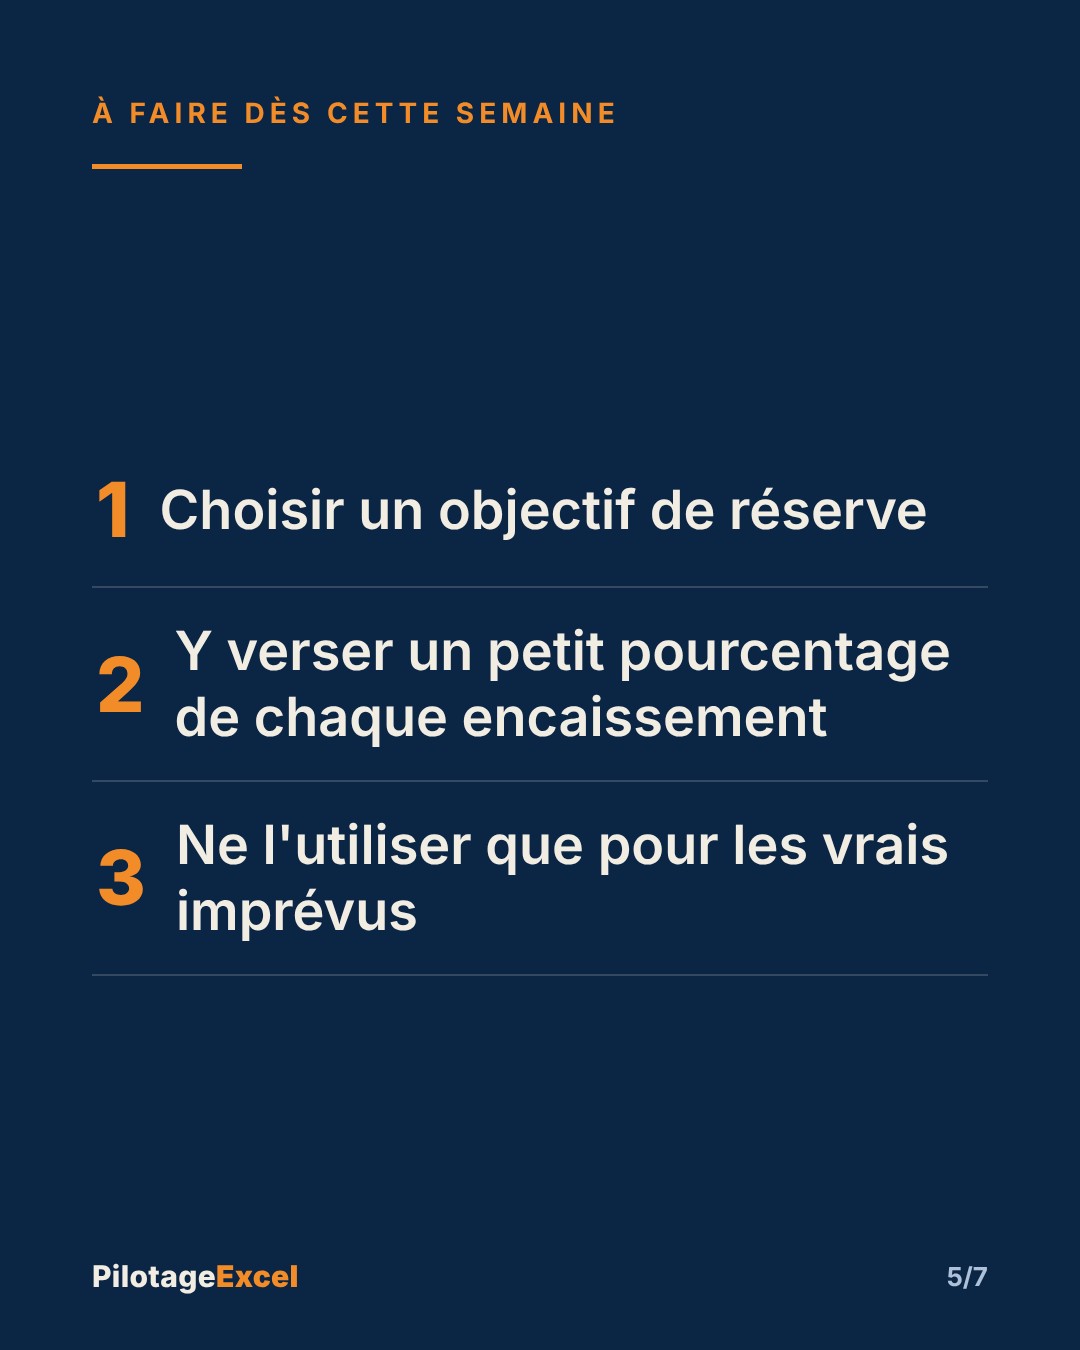 À FAIRE DÈS CETTE SEMAINE
1 Choisir un objectif de réserve
2 Y verser un petit pourcentage
de chaque encaissement
3 Ne l'utiliser que pour les vrais
imprévus
PilotageExcel
5/7